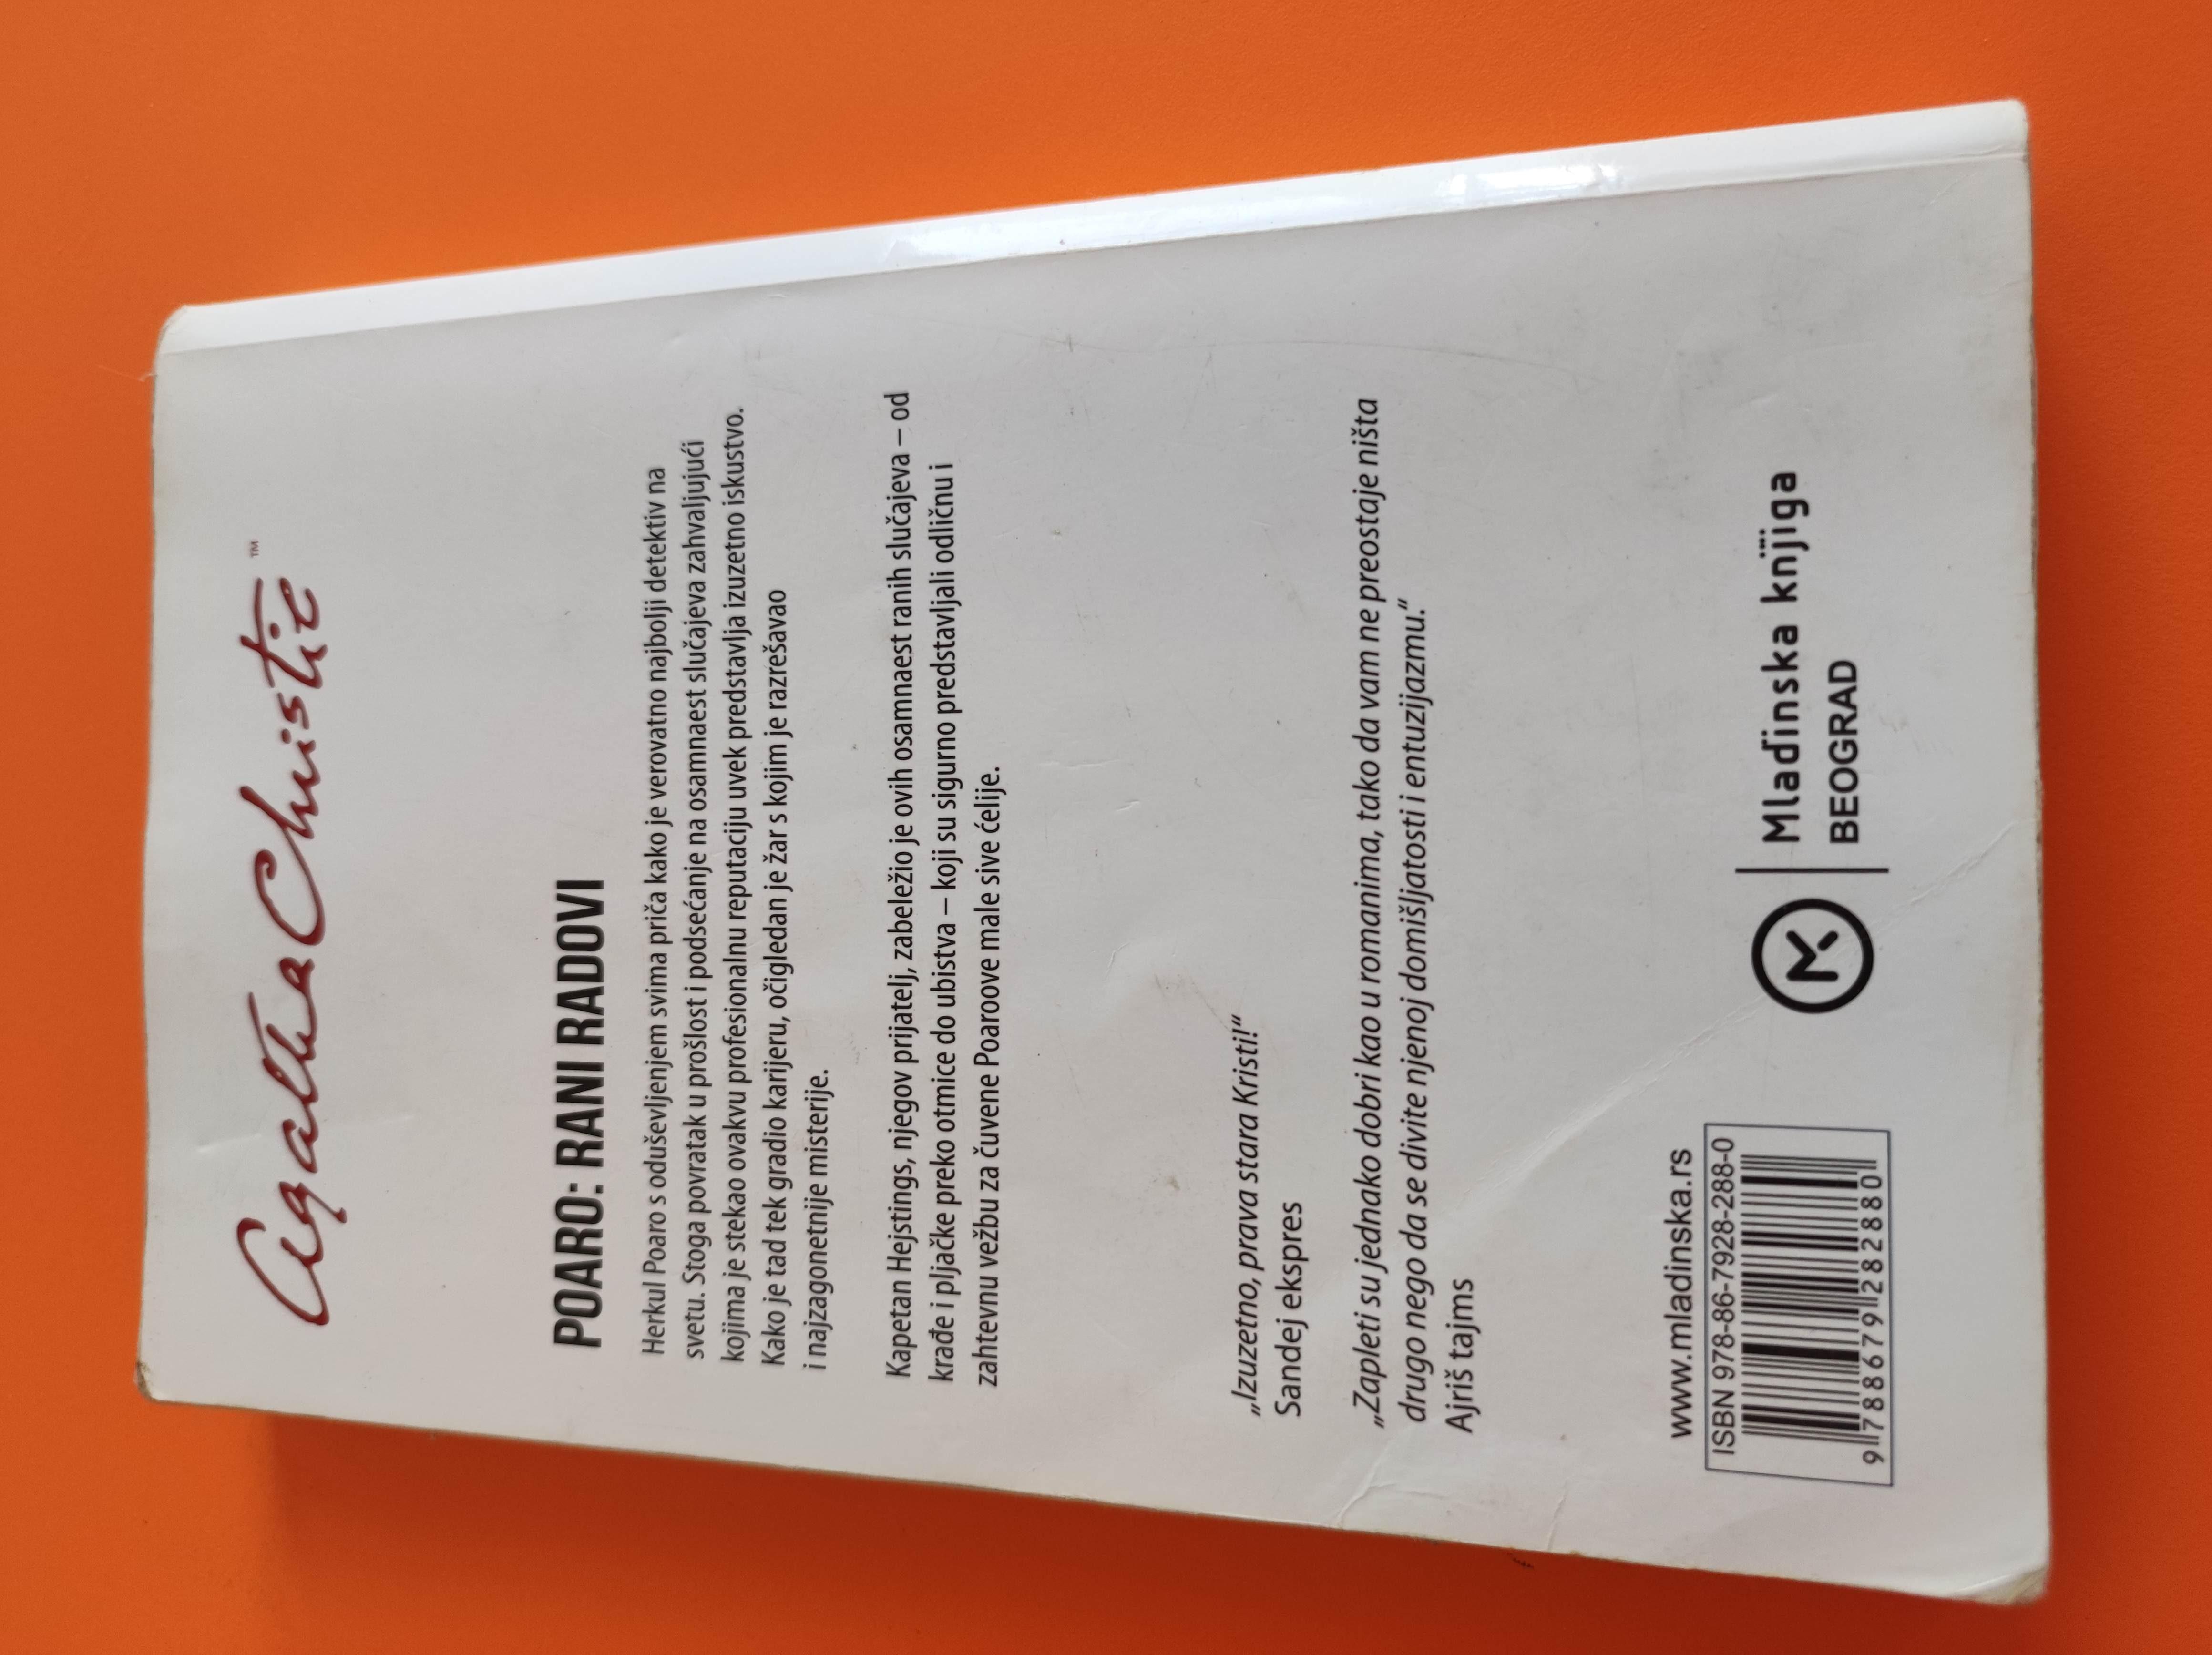 Agatha Christie™
POARO: RANI RADOVI
Herkul Poaro s oduševljenjem svima priča kako je verovatno najbolji detektiv na
svetu. Stoga povratak u prošlost i podsećanje na osamnaest slučajeva zahvaljujući
kojima je stekao ovakvu profesionalnu reputaciju uvek predstavlja izuzetno iskustvo.
Kako je tad tek gradio karijeru, očigledan je žar s kojim je razrešavao
i najzagonetnije misterije.
Kapetan Hejstings, njegov prijatelj, zabeležio je ovih osamnaest ranih slučajeva – od
krađe i pljačke preko otmice do ubistva – koji su sigurno predstavljali odličnu i
zahtevnu vežbu za čuvene Poaroove male sive ćelije.
„Izuzetno, prava stara Kristi!“
Sandej ekspres
„Zapleti su jednako dobri kao u romanima, tako da vam ne preostaje ništa
drugo nego da se divite njenoj domišljatosti i entuzijazmu.“
Ajriš tajms
www.mladinska.rs
ISBN 978-86-7928-288-0
9 788679 282880
Mladinska knjiga
BEOGRAD